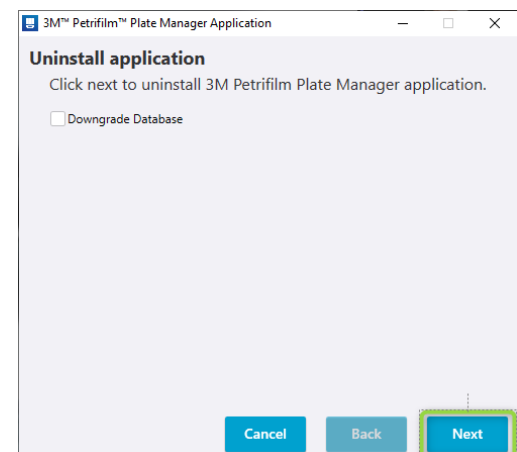 3M™ Petrifilm™ Plate Manager Application
Uninstall application
Click next to uninstall 3M Petrifilm Plate Manager application.
Downgrade Database
Cancel Back Next